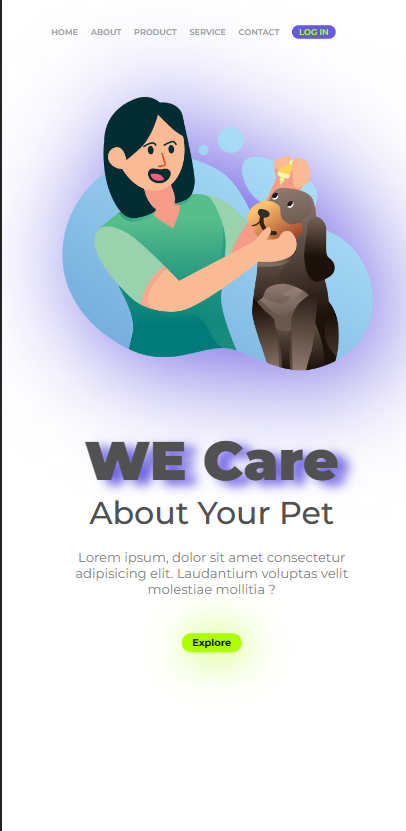 HOME ABOUT PRODUCT SERVICE CONTACT LOG IN
WE Care
About Your Pet
Lorem ipsum, dolor sit amet consectetur
adipisicing elit. Laudantium voluptas velit
molestiae mollitia ?
Explore